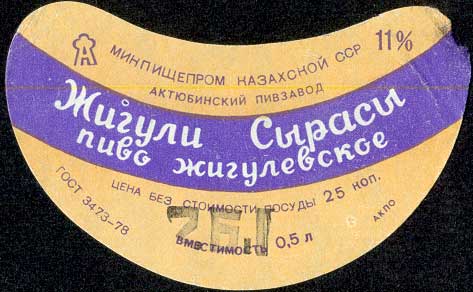 МИНПИЩЕПРОМ КАЗАХСКОЙ ССР 11%
АКТЮБИНСКИЙ ПИВЗАВОД
Жигули Сырасы
пиво жигулевское
ЦЕНА БЕЗ СТОИМОСТИ ПОСУДЫ 25 КОП.
ГОСТ 3473-78
ВМЕСТИМОСТЬ 0,5 л
АКПО